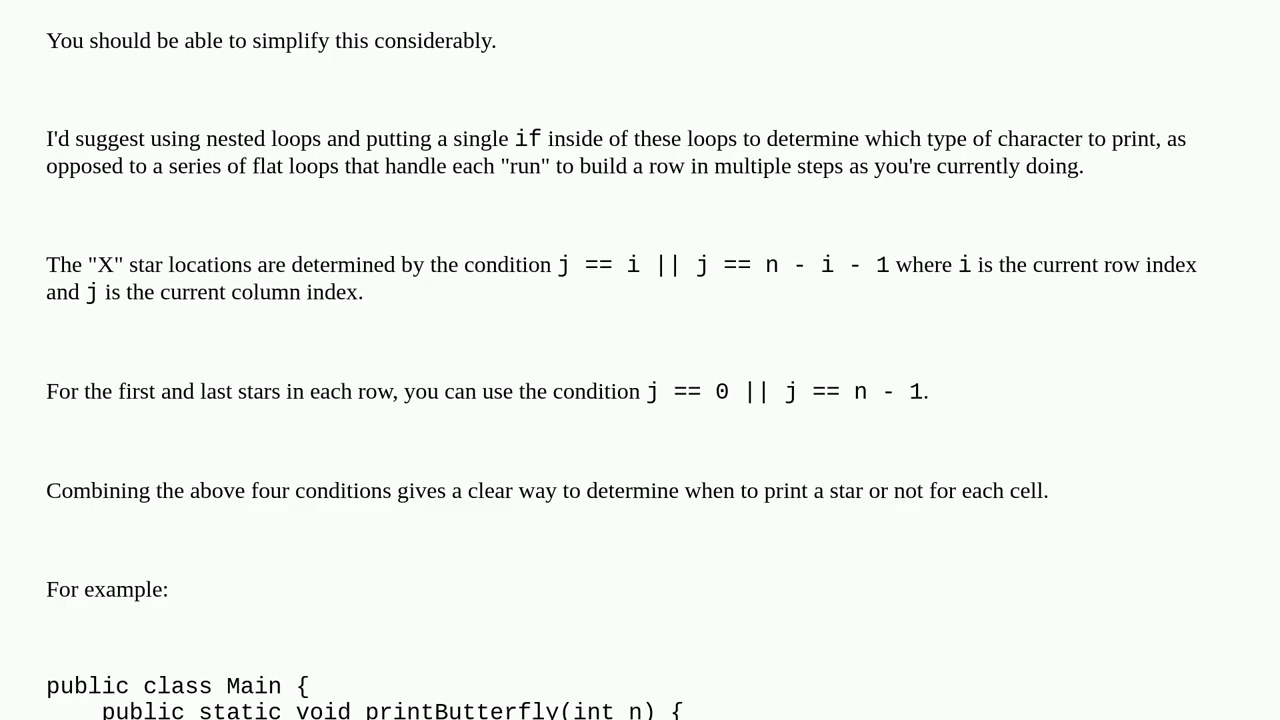 You should be able to simplify this considerably.
I'd suggest using nested loops and putting a single if inside of these loops to determine which type of character to print, as
opposed to a series of flat loops that handle each "run" to build a row in multiple steps as you're currently doing.
The "X" star locations are determined by the condition j == i || j == n - i - 1 where i is the current row index
and j is the current column index.
For the first and last stars in each row, you can use the condition j == 0 || j == n - 1.
Combining the above four conditions gives a clear way to determine when to print a star or not for each cell.
For example:
public class Main {
    public static void printButterfly(int n) {